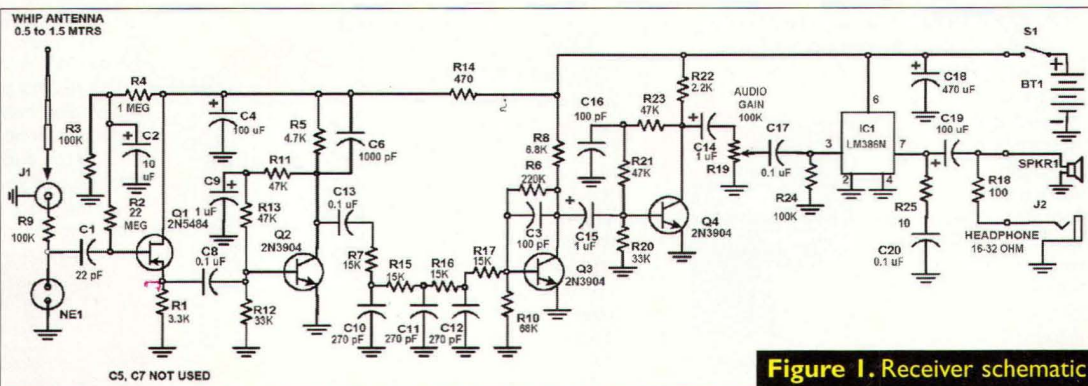 WHIP ANTENNA
0.5 to 1.5 MTRS
J1
R9
100K
NE1
R3
100K
R4
1 MEG
C2
10
uF
R2
22
MEG
C1
22 pF
Q1
2N5484
R1
3.3K
C8
0.1 uF
C4
100 uF
C9
1 uF
R11
47K
R13
47K
R12
33K
R5
4.7K
C6
1000 pF
Q2
2N3904
C13
0.1 uF
R7
15K
R15
15K
R16
15K
R17
15K
C10
270 pF
C11
270 pF
C12
270 pF
R14
470
R8
6.8K
R6
220K
C3
100 pF
Q3
2N3904
R10
68K
C15
1 uF
C16
100 pF
R23
47K
R21
47K
R20
33K
R22
2.2K
Q4
2N3904
C14
1 uF
AUDIO
GAIN
100K
R19
C17
0.1 uF
R24
100K
IC1
LM386N
3
6
7
2
4
C18
470 uF
C19
100 uF
R25
10
C20
0.1 uF
R18
100
S1
BT1
SPKR1
J2
HEADPHONE
16-32 OHM
C5, C7 NOT USED
Figure 1. Receiver schematic